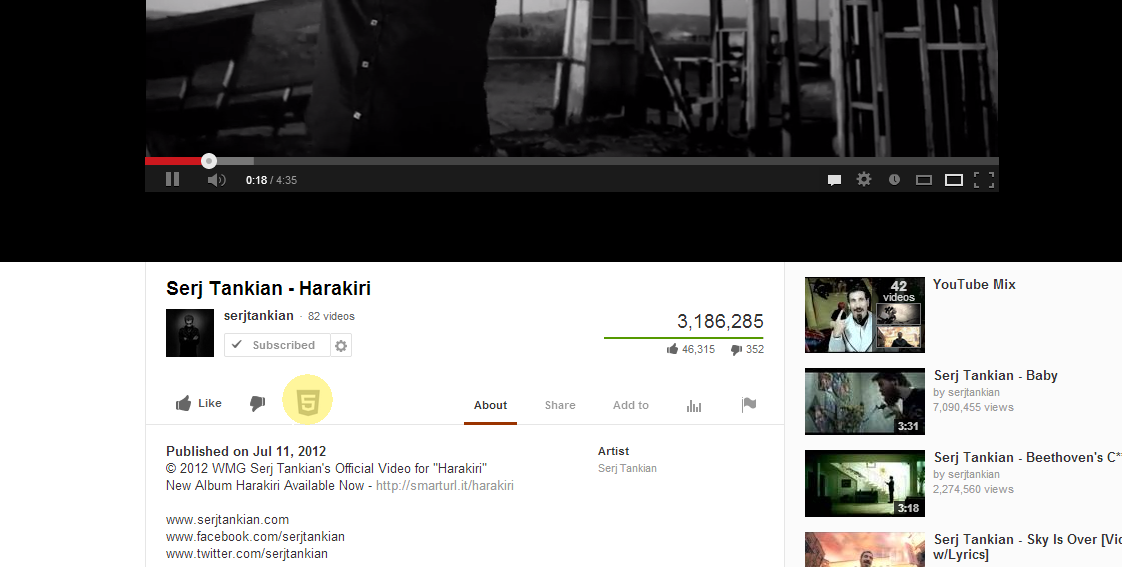 0:18 / 4:35
Serj Tankian - Harakiri
serjtankian · 82 videos
Subscribed
3,186,285
46,315 352
Like
5
About Share Add to
Published on Jul 11, 2012
© 2012 WMG Serj Tankian's Official Video for "Harakiri"
New Album Harakiri Available Now - http://smarturl.it/harakiri
www.serjtankian.com
www.facebook.com/serjtankian
www.twitter.com/serjtankian
Artist
Serj Tankian
42
videos
YouTube Mix
3:31
Serj Tankian - Baby
by serjtankian
7,090,455 views
3:18
Serj Tankian - Beethoven's C*
by serjtankian
2,274,560 views
Serj Tankian - Sky Is Over [Vid
w/Lyrics]